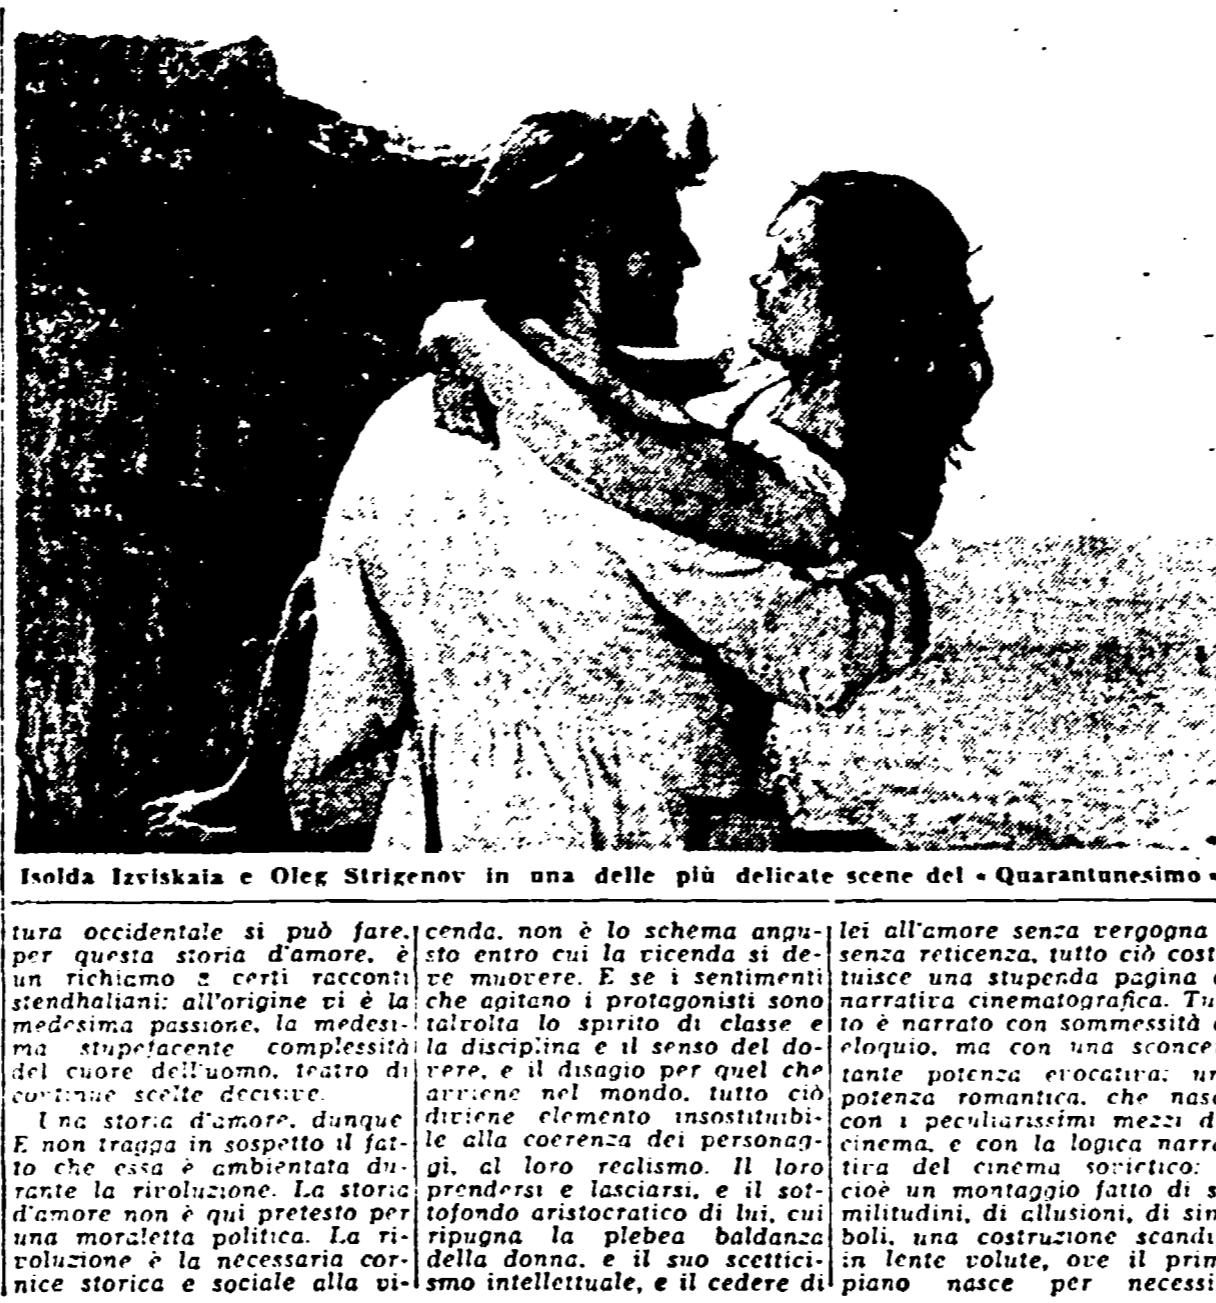 Isolda Izviskaia e Oleg Strigenov in una delle più delicate scene del « Quarantunesimo »
tura occidentale si può fare,
per questa storia d'amore, è
un richiamo a certi racconti
stendhaliani: all'origine vi è la
medesima passione, la medesi-
ma stupefacente complessità
del cuore dell'uomo, teatro di
continue scelte decisive.
Una storia d'amore, dunque
E non tragga in sospetto il fat-
to che essa è ambientata du-
rante la rivoluzione. La storia
d'amore non è qui pretesto per
una moraletta politica. La ri-
voluzione è la necessaria cor-
nice storica e sociale alla vi-
cenda, non è lo schema angu-
sto entro cui la vicenda si de-
ve muovere. E se i sentimenti
che agitano i protagonisti sono
talvolta lo spirito di classe e
la disciplina e il senso del do-
vere, e il disagio per quel che
avviene nel mondo, tutto ciò
diviene elemento insostituibi-
le alla coerenza dei personag-
gi, al loro realismo. Il loro
prendersi e lasciarsi, e il sot-
tofondo aristocratico di lui, cui
ripugna la plebea baldanza
della donna, e il suo scettici-
smo intellettuale, e il cedere di
lei all'amore senza vergogna
senza reticenza, tutto ciò cost
tuisce una stupenda pagina
narrativa cinematografica. Tu
to è narrato con sommessità
eloquio, ma con una sconce
tante potenza evocativa; un
potenza romantica, che nasc
con i peculiarissimi mezzi d
cinema, e con la logica narra
tiva del cinema sovietico:
cioè un montaggio fatto di s
militudini, di allusioni, di sim
boli, una costruzione scandi
in lente volute, ove il prim
piano nasce per necessi